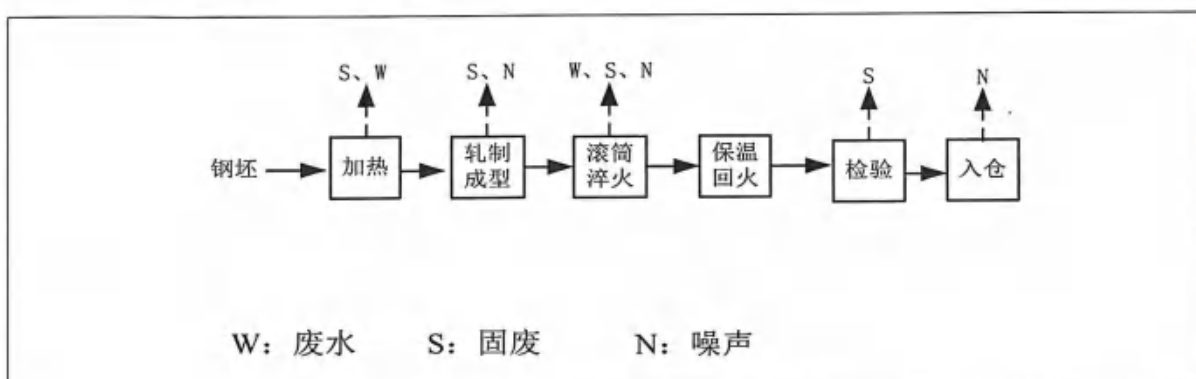 S、W
S、N
W、S、N
S
N
钢坯
加热
轧制
成型
滚筒
淬火
保温
回火
检验
入仓
W：废水
S：固废
N：噪声